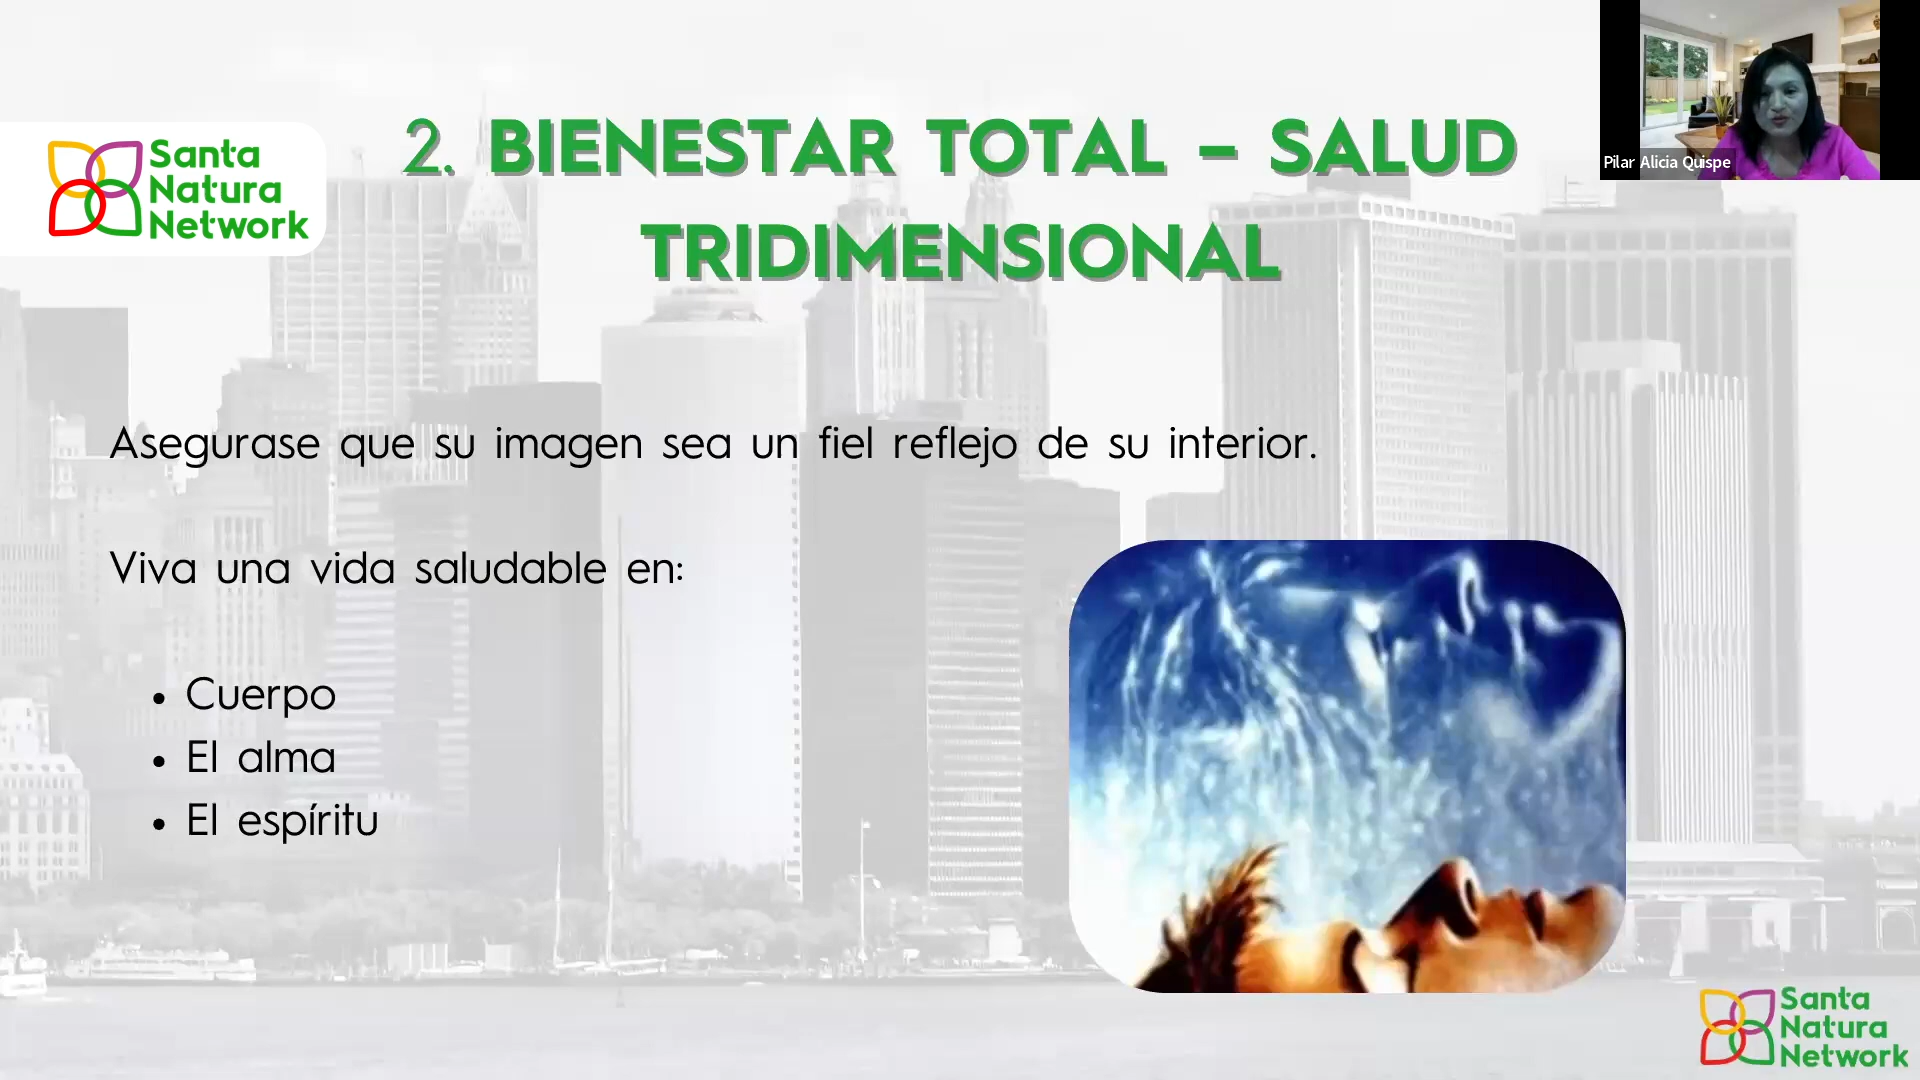 Santa
Natura
Network
2. BIENESTAR TOTAL – SALUD
TRIDIMENSIONAL
Pilar Alicia Quispe
Asegurase que su imagen sea un fiel reflejo de su interior.
Viva una vida saludable en:
• Cuerpo
• El alma
• El espíritu
Santa
Natura
Network